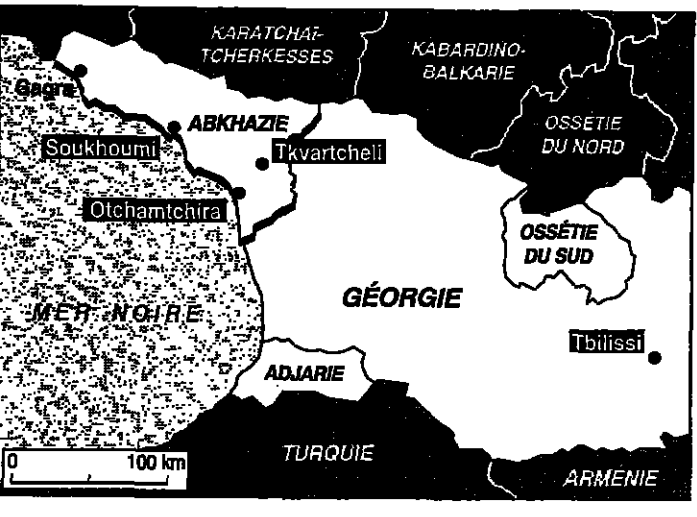 KARATCHAÏ-
TCHERKESSES
KABARDINO-
BALKARIE
Gagra
ABKHAZIE
OSSÉTIE
DU NORD
Soukhoumi
Tkvartcheli
Otchamtchira
OSSÉTIE
DU SUD
GÉORGIE
MER NOIRE
Tbilissi
ADJARIE
TURQUIE
0 100 km
ARMÉNIE